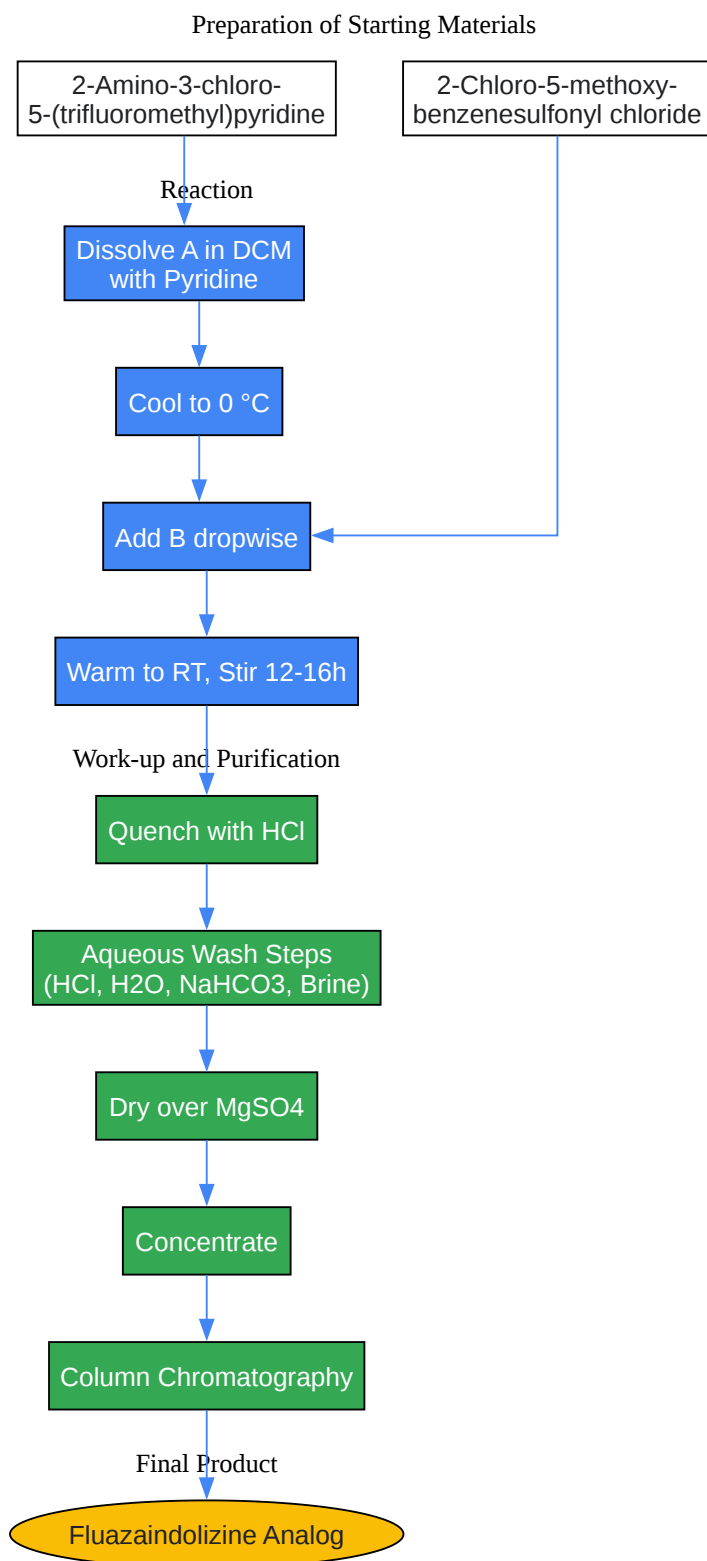 Preparation of Starting Materials
2-Amino-3-chloro-
5-(trifluoromethyl)pyridine
2-Chloro-5-methoxy-
benzenesulfonyl chloride
Reaction
Dissolve A in DCM
with Pyridine
Cool to 0 °C
Add B dropwise
Warm to RT, Stir 12-16h
Work-up and Purification
Quench with HCl
Aqueous Wash Steps
(HCl, H2O, NaHCO3, Brine)
Dry over MgSO4
Concentrate
Column Chromatography
Final Product
Fluazaindolizine Analog